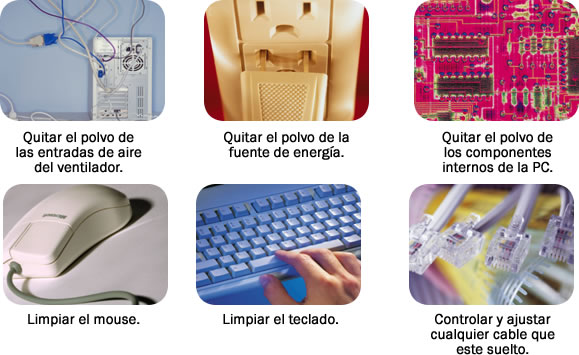 Quitar el polvo de
las entradas de aire
del ventilador.
Quitar el polvo de la
fuente de energía.
Quitar el polvo de
los componentes
internos de la PC.
Limpiar el mouse.
Limpiar el teclado.
Controlar y ajustar
cualquier cable que
este suelto.